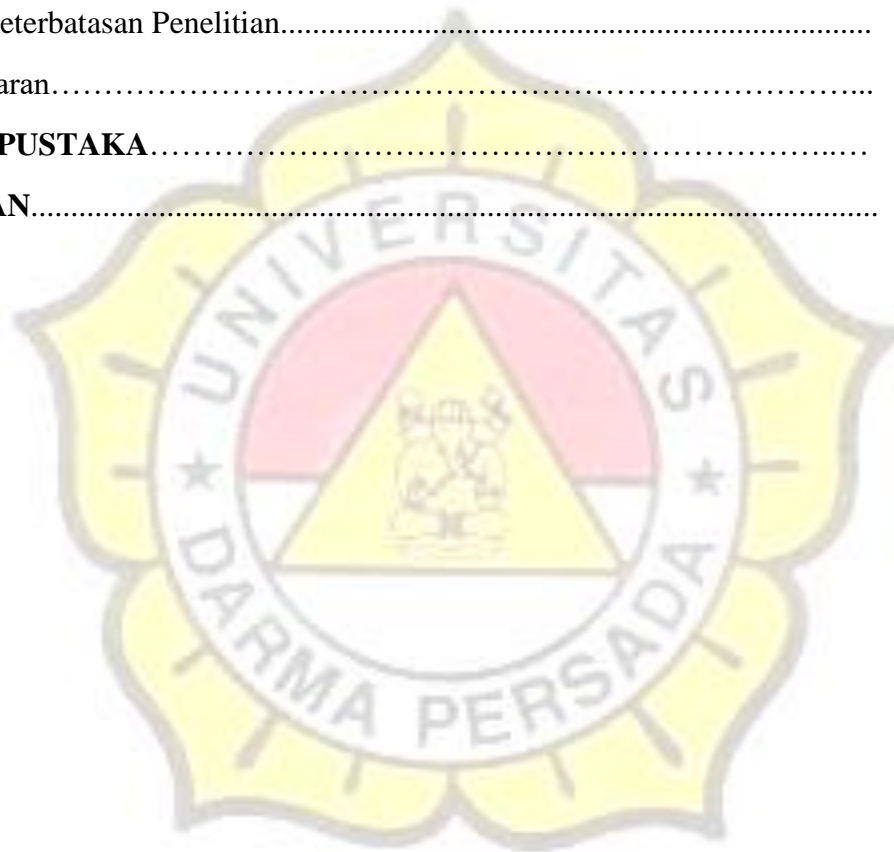 eterbatasan Penelitian.........................................................................
aran…………………………………………………………………...
PUSTAKA………………………………………………………..…
AN.........................................................................................................
UNIVERSITAS
★ DARMA PERSADA ★